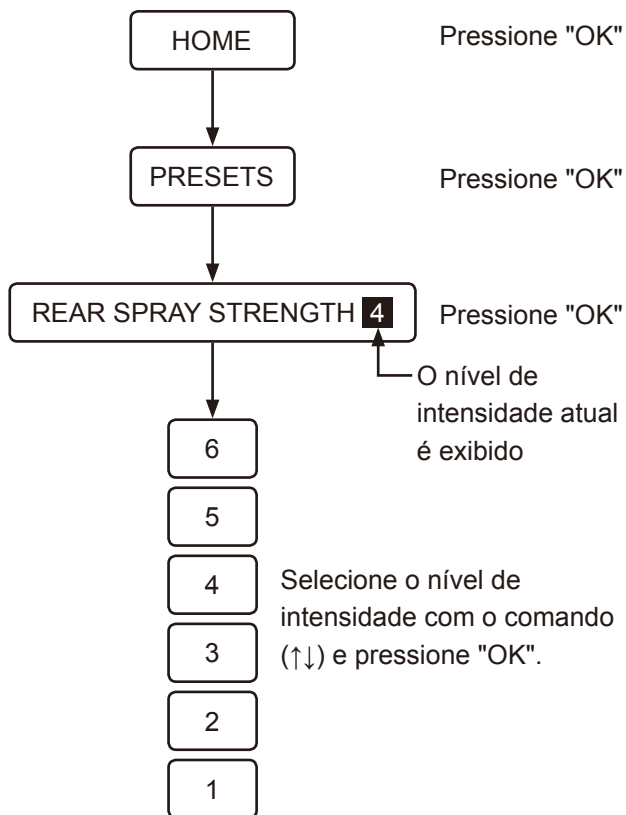 HOME
Pressione "OK"
PRESETS
Pressione "OK"
REAR SPRAY STRENGTH 4
Pressione "OK"
O nível de
intensidade atual
é exibido
6
5
4
3
2
1
Selecione o nível de
intensidade com o comando
(↑↓) e pressione "OK".